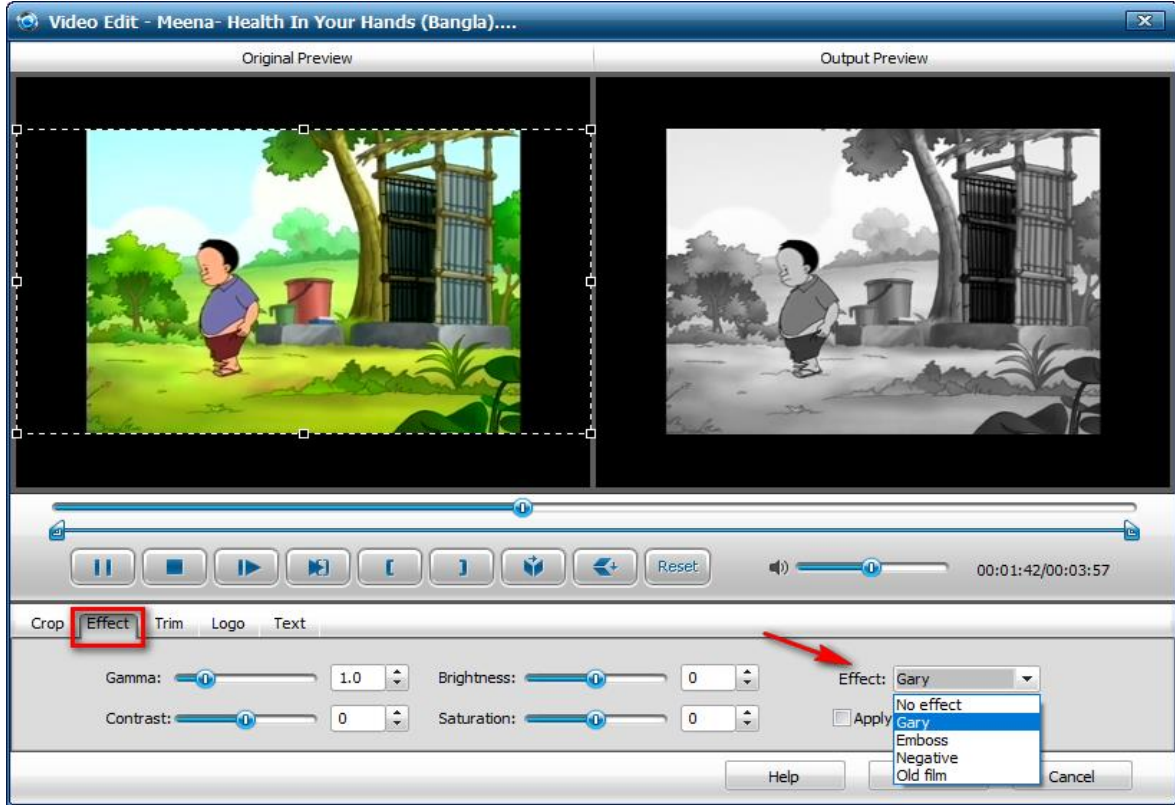 Video Edit - Meena- Health In Your Hands (Bangla)....
Original Preview
Output Preview
Reset
00:01:42/00:03:57
Crop Effect Trim Logo Text
Gamma: 1.0 Brightness: 0 Effect: Gary
Contrast: 0 Saturation: 0 Apply
No effect
Gary
Emboss
Negative
Old film
Help Cancel